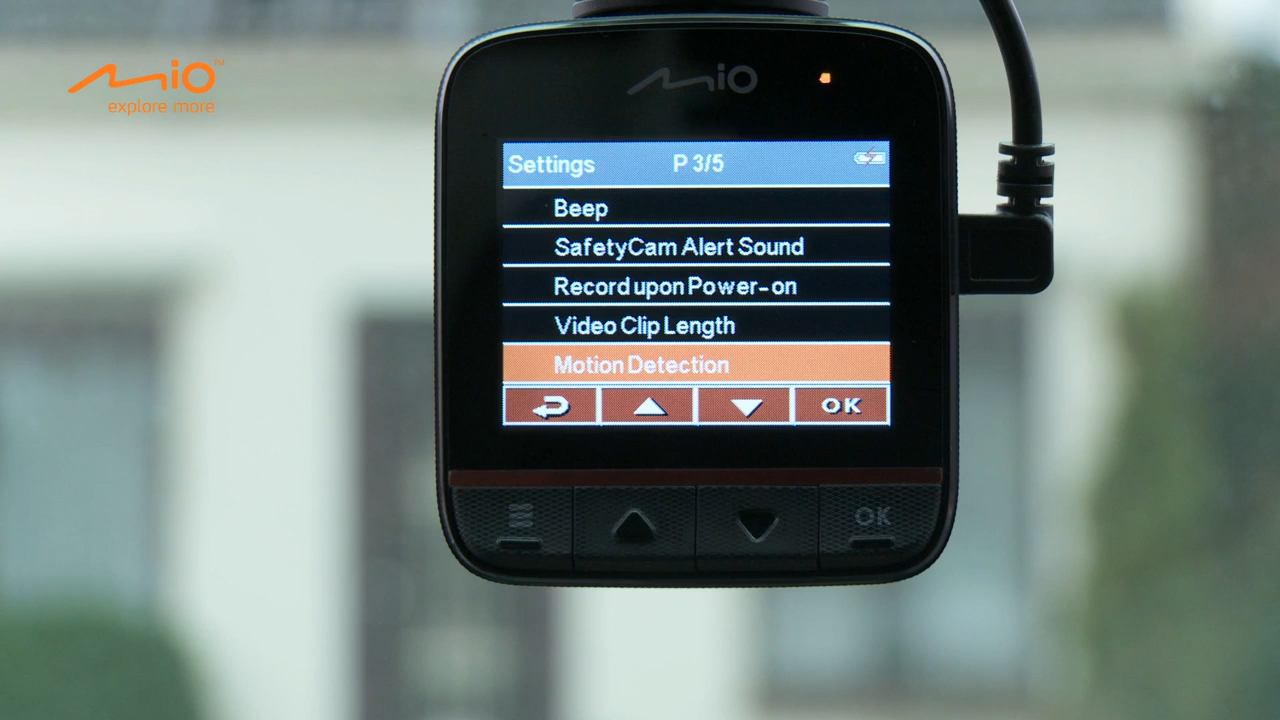 mio™
explore more
mio
Settings P 3/5
Beep
SafetyCam Alert Sound
Record upon Power-on
Video Clip Length
Motion Detection
OK
OK